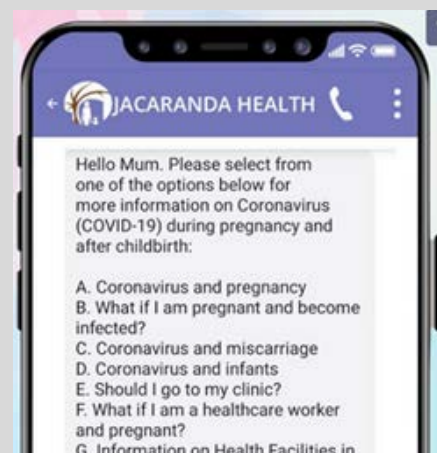 JACARANDA HEALTH
Hello Mum. Please select from
one of the options below for
more information on Coronavirus
(COVID-19) during pregnancy and
after childbirth:
A. Coronavirus and pregnancy
B. What if I am pregnant and become
infected?
C. Coronavirus and miscarriage
D. Coronavirus and infants
E. Should I go to my clinic?
F. What if I am a healthcare worker
and pregnant?
G. Information on Health Facilities in